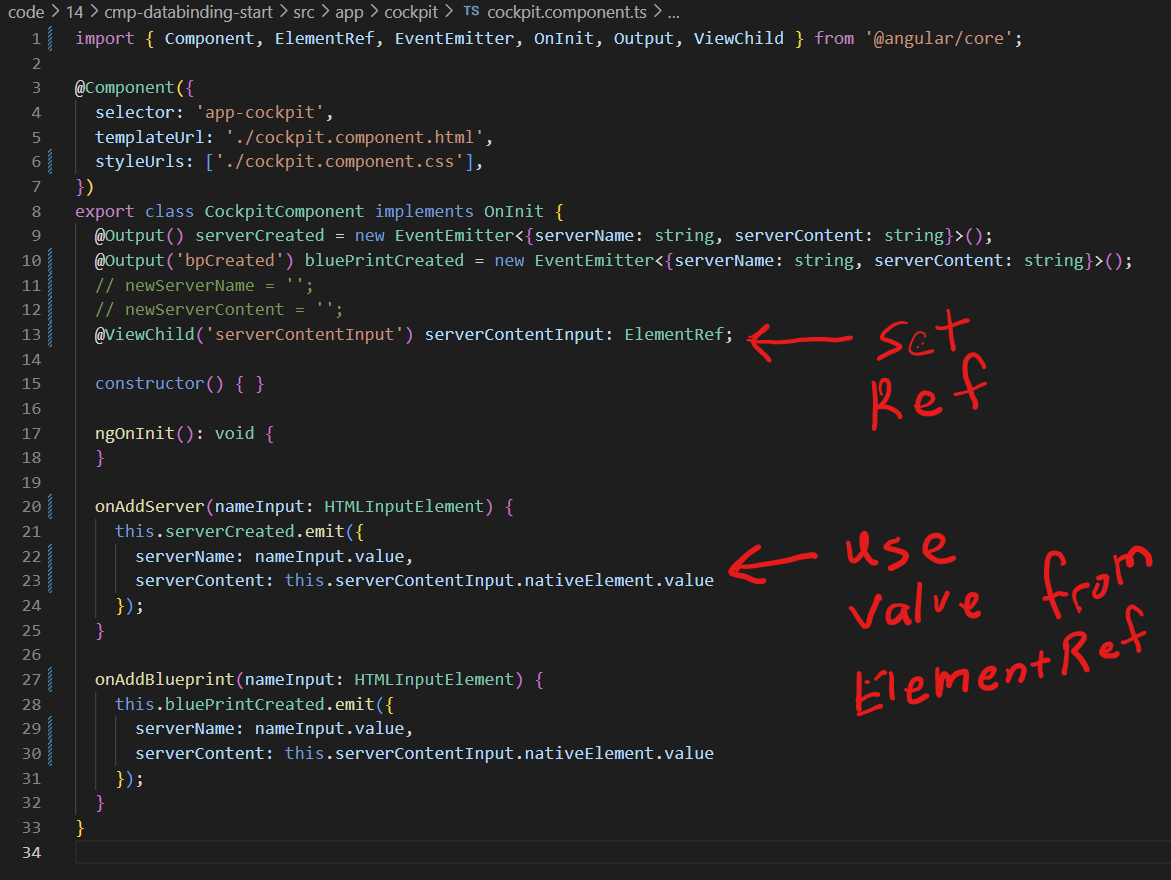 code > 14 > cmp-databinding-start > src > app > cockpit > TS cockpit.component.ts > ...
1 import { Component, ElementRef, EventEmitter, OnInit, Output, ViewChild } from '@angular/core';
2
3 @Component({
4   selector: 'app-cockpit',
5   templateUrl: './cockpit.component.html',
6   styleUrls: ['./cockpit.component.css'],
7 })
8 export class CockpitComponent implements OnInit {
9   @Output() serverCreated = new EventEmitter<{serverName: string, serverContent: string}>();
10   @Output('bpCreated') bluePrintCreated = new EventEmitter<{serverName: string, serverContent: string}>();
11   // newServerName = '';
12   // newServerContent = '';
13   @ViewChild('serverContentInput') serverContentInput: ElementRef;
set
Ref
14
15   constructor() { }
16
17   ngOnInit(): void {
18   }
19
20   onAddServer(nameInput: HTMLInputElement) {
21     this.serverCreated.emit({
22       serverName: nameInput.value,
23       serverContent: this.serverContentInput.nativeElement.value
use
value from
ElementRef
24     });
25   }
26
27   onAddBlueprint(nameInput: HTMLInputElement) {
28     this.bluePrintCreated.emit({
29       serverName: nameInput.value,
30       serverContent: this.serverContentInput.nativeElement.value
31     });
32   }
33 }
34